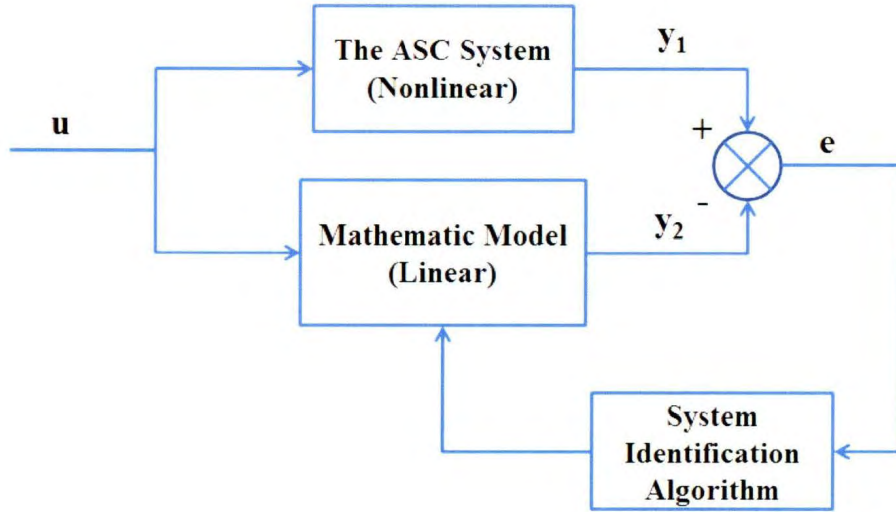 The ASC System
(Nonlinear)
y1
u
+
e
-
Mathematic Model
(Linear)
y2
System
Identification
Algorithm